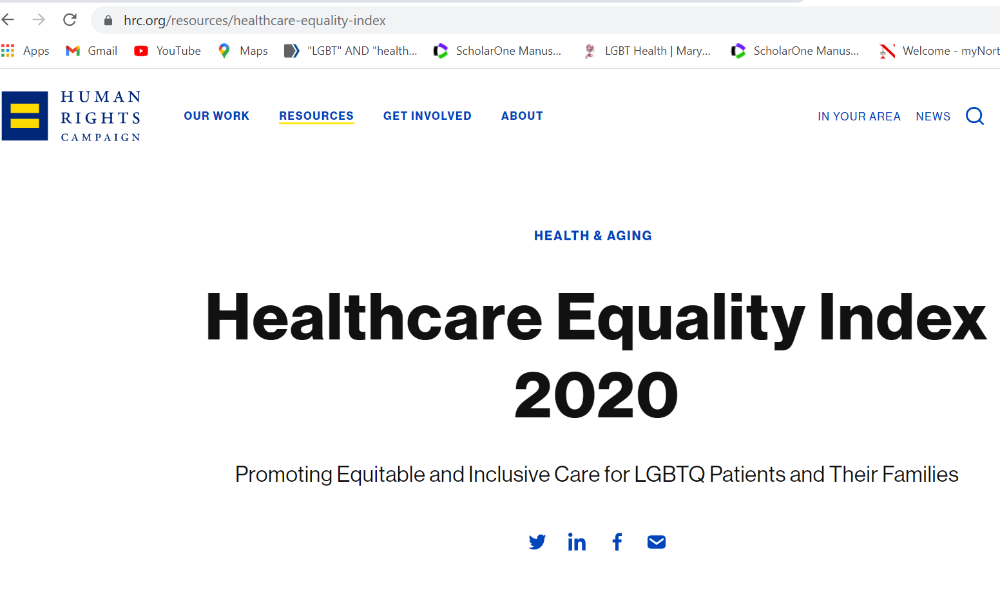 hrc.org/resources/healthcare-equality-index
Apps Gmail YouTube Maps "LGBT" AND "health... ScholarOne Manus... LGBT Health | Mary... ScholarOne Manus... Welcome - myNort
HUMAN
RIGHTS
CAMPAIGN
OUR WORK RESOURCES GET INVOLVED ABOUT
IN YOUR AREA NEWS
HEALTH & AGING
Healthcare Equality Index
2020
Promoting Equitable and Inclusive Care for LGBTQ Patients and Their Families